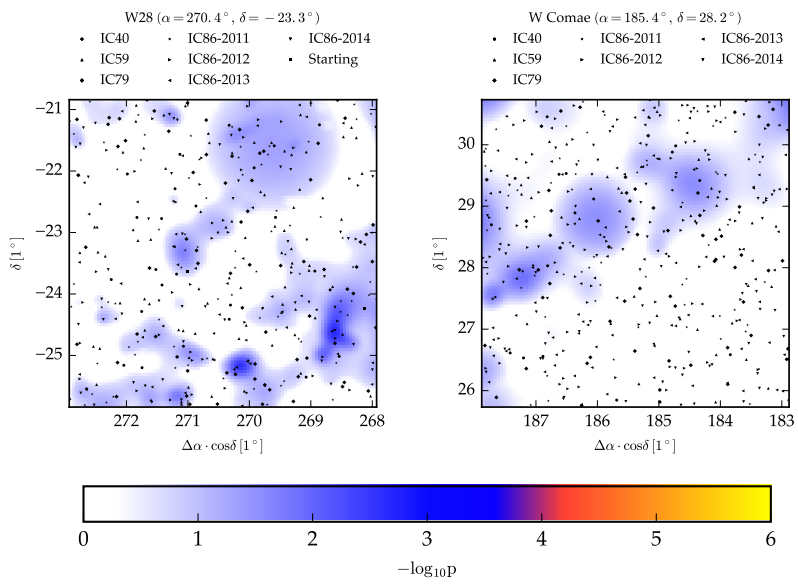 W28 (α = 270.4°, δ = −23.3°)
IC40
IC59
IC79
IC86-2011
IC86-2012
IC86-2013
IC86-2014
Starting
−21
−22
−23
−24
−25
δ [1°]
272
271
270
269
268
Δα · cosδ [1°]
W Comae (α = 185.4°, δ = 28.2°)
IC40
IC59
IC79
IC86-2011
IC86-2012
IC86-2013
IC86-2014
30
29
28
27
26
δ [1°]
187
186
185
184
183
Δα · cosδ [1°]
0
1
2
3
4
5
6
−log₁₀p